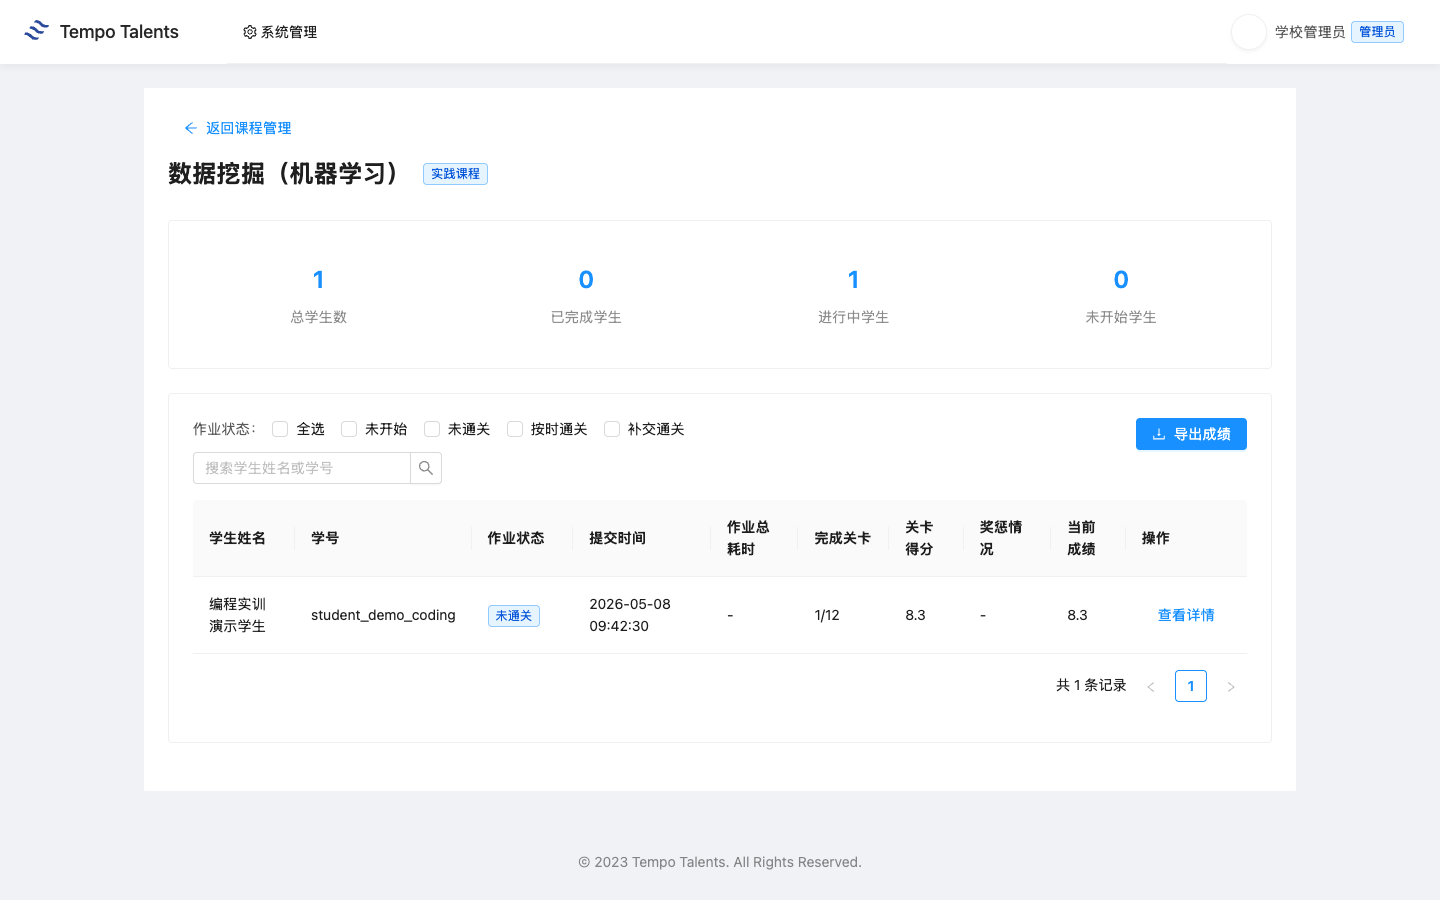 Tempo Talents
系统管理
学校管理员 管理员
返回课程管理
数据挖掘（机器学习） 实践课程
1 0 1 0
总学生数 已完成学生 进行中学生 未开始学生
作业状态： 全选 未开始 未通关 按时通关 补交通关
导出成绩
搜索学生姓名或学号
学生姓名 学号 作业状态 提交时间 作业总耗时 完成关卡 关卡得分 奖惩情况 当前成绩 操作
编程实训演示学生 student_demo_coding 未通关 2026-05-08 09:42:30 - 1/12 8.3 - 8.3 查看详情
共 1 条记录 < 1 >
© 2023 Tempo Talents. All Rights Reserved.